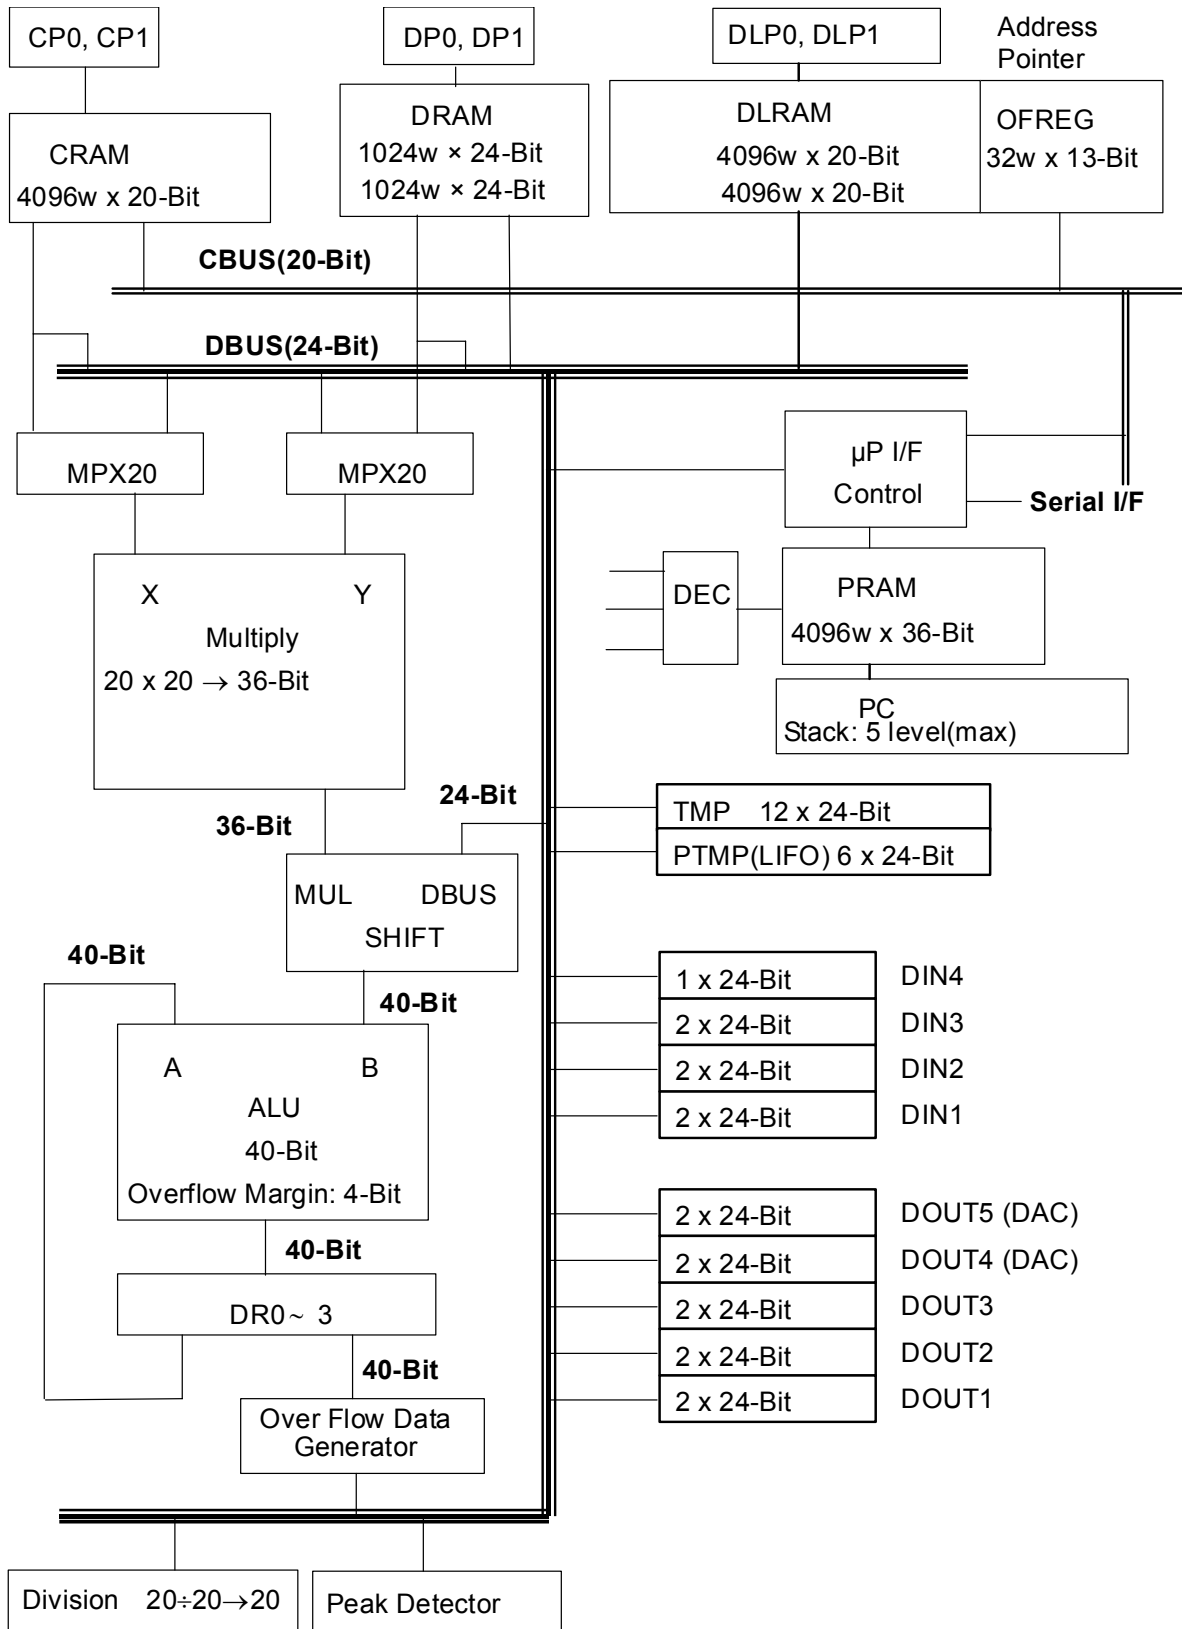 CP0, CP1
DP0, DP1
DLP0, DLP1
Address
Pointer
CRAM
4096w x 20-Bit
DRAM
1024w × 24-Bit
1024w × 24-Bit
DLRAM
4096w x 20-Bit
4096w x 20-Bit
OFREG
32w x 13-Bit
CBUS(20-Bit)
DBUS(24-Bit)
MPX20
MPX20
µP I/F
Control
Serial I/F
X
Y
Multiply
20 x 20 → 36-Bit
DEC
PRAM
4096w x 36-Bit
PC
Stack: 5 level(max)
36-Bit
24-Bit
TMP 12 x 24-Bit
PTMP(LIFO) 6 x 24-Bit
MUL
DBUS
SHIFT
40-Bit
40-Bit
1 x 24-Bit DIN4
2 x 24-Bit DIN3
2 x 24-Bit DIN2
2 x 24-Bit DIN1
A
B
ALU
40-Bit
Overflow Margin: 4-Bit
40-Bit
DR0~ 3
40-Bit
2 x 24-Bit DOUT5 (DAC)
2 x 24-Bit DOUT4 (DAC)
2 x 24-Bit DOUT3
2 x 24-Bit DOUT2
2 x 24-Bit DOUT1
Over Flow Data
Generator
Division 20÷20→20
Peak Detector